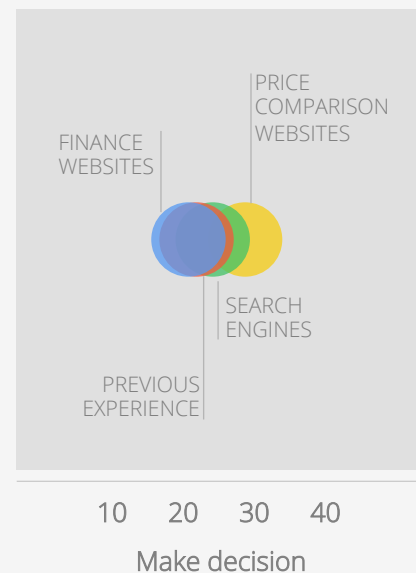 PRICE
COMPARISON
WEBSITES
FINANCE
WEBSITES
SEARCH
ENGINES
PREVIOUS
EXPERIENCE
10 20 30 40
Make decision